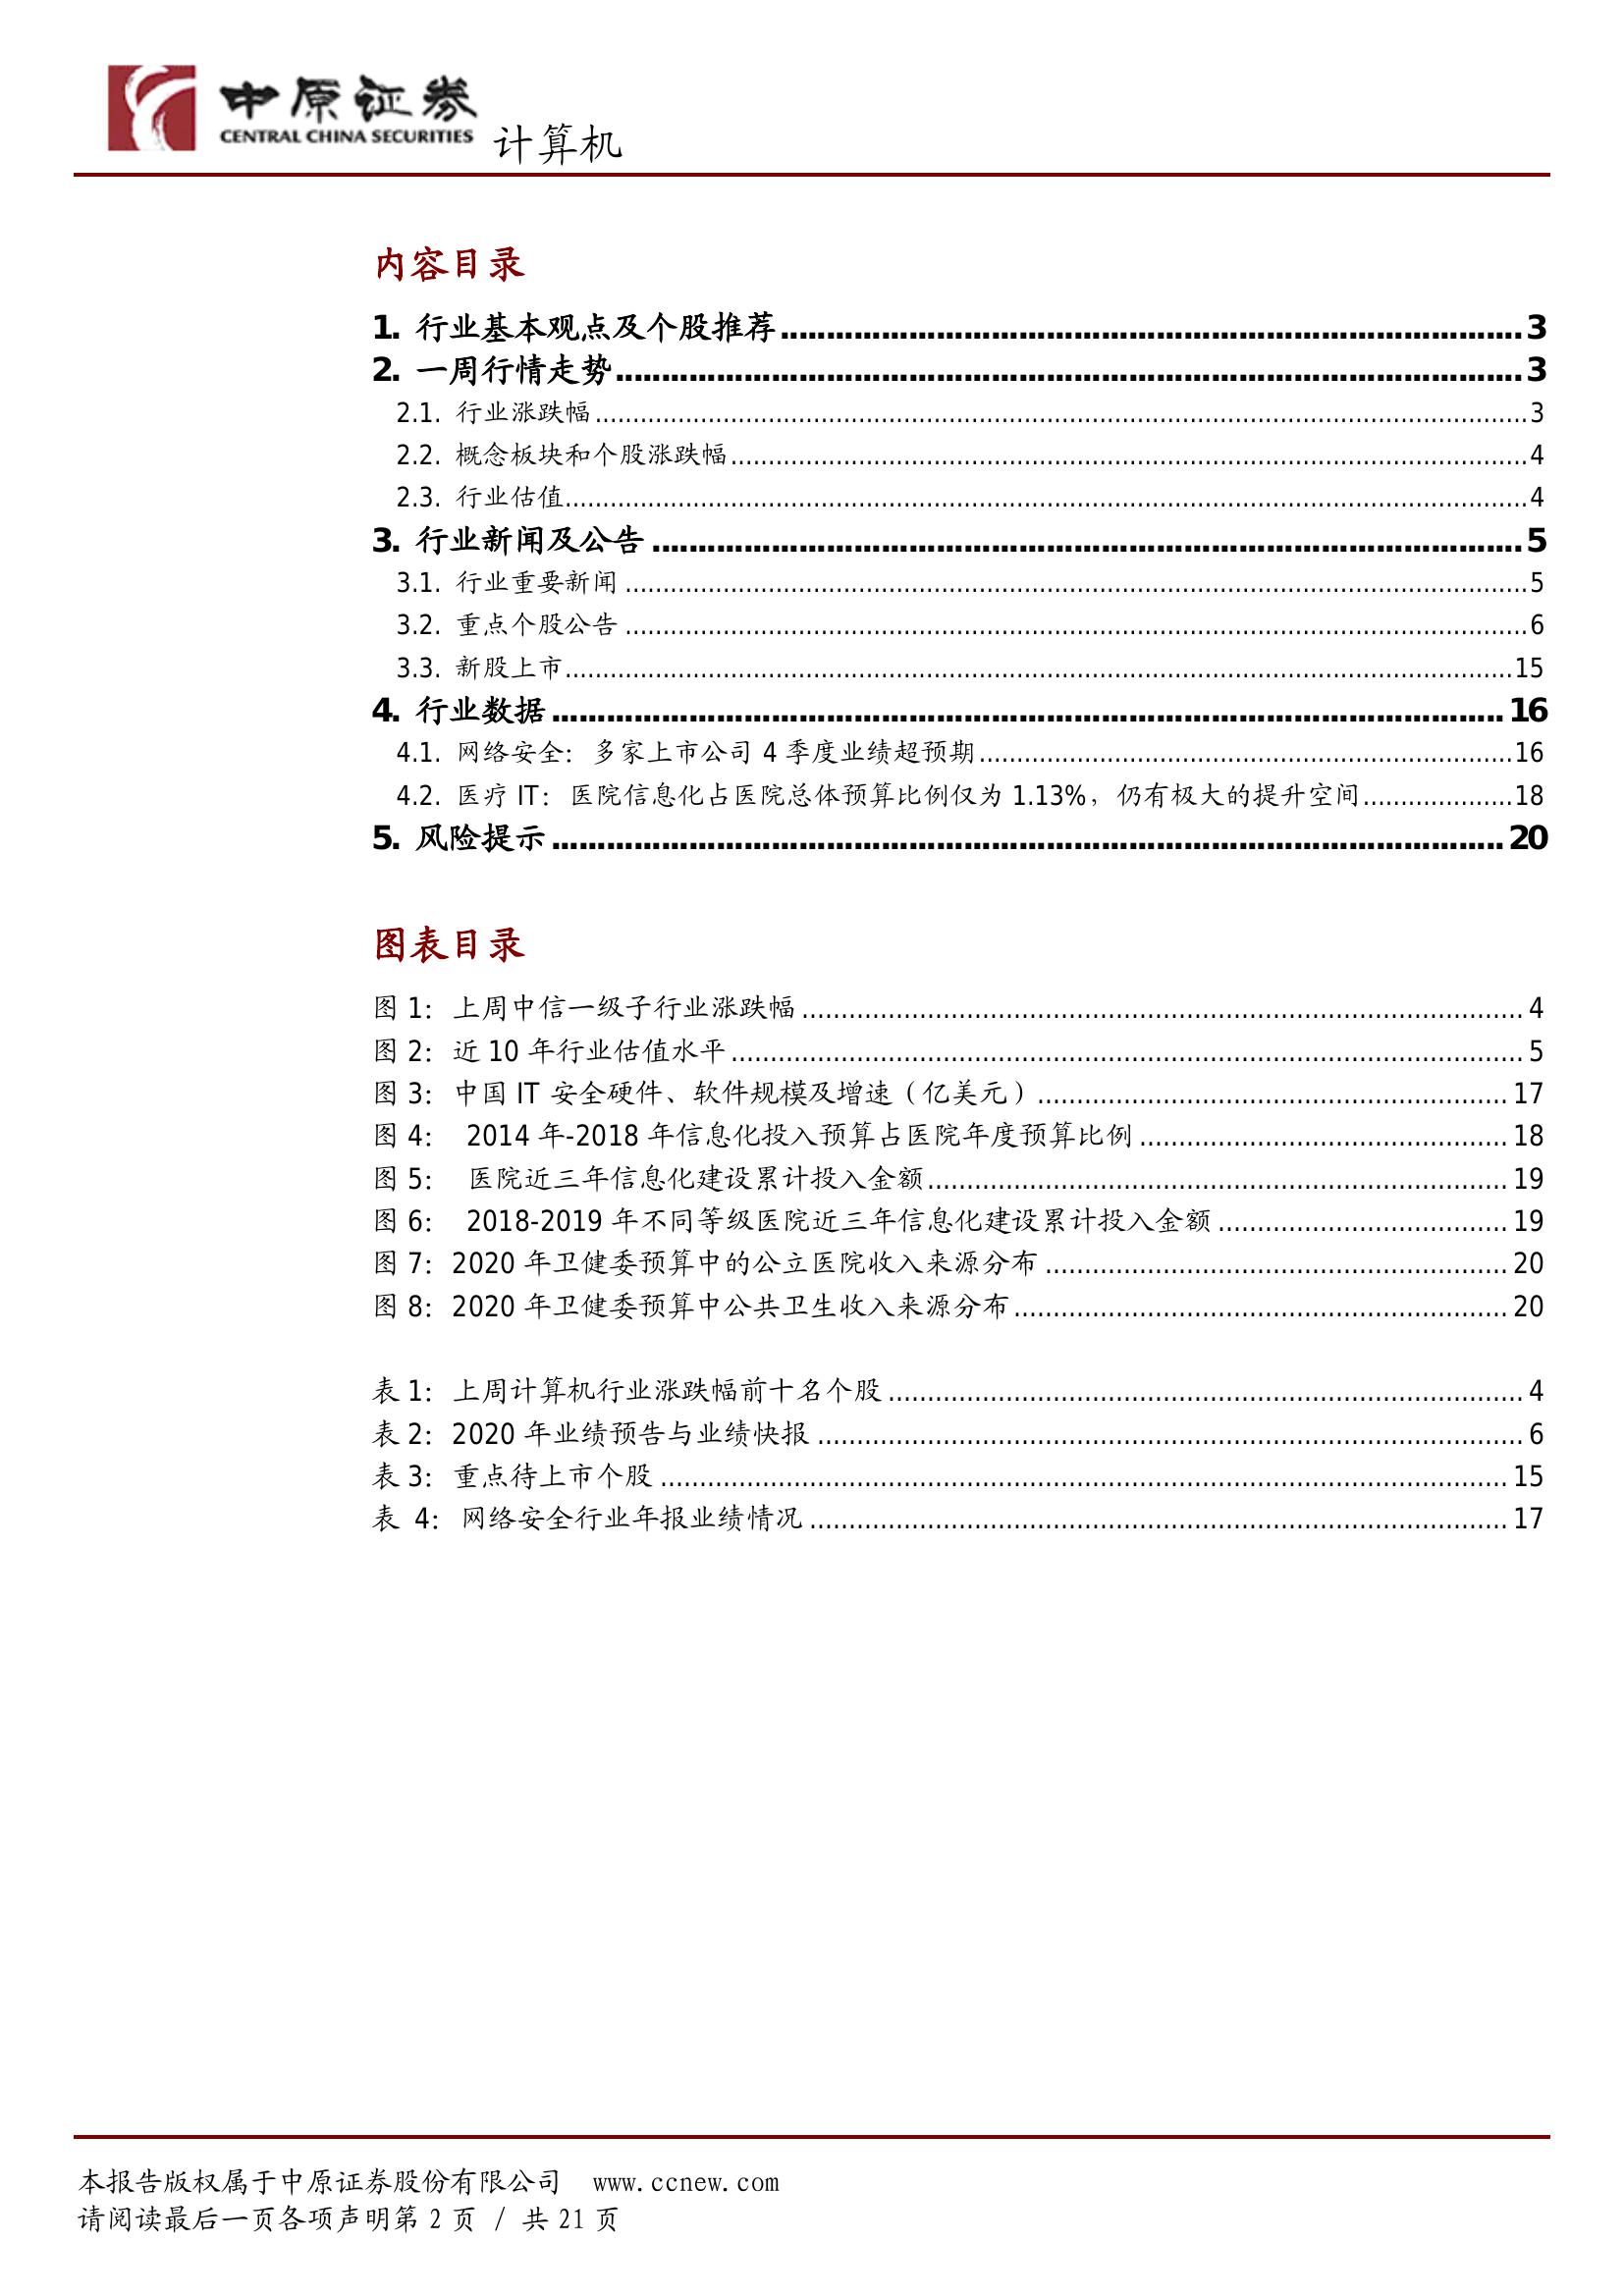 中原证券
CENTRAL CHINA SECURITIES
计算机
内容目录
1. 行业基本观点及个股推荐 3
2. 一周行情走势 3
2.1. 行业涨跌幅 3
2.2. 概念板块和个股涨跌幅 4
2.3. 行业估值 4
3. 行业新闻及公告 5
3.1. 行业重要新闻 5
3.2. 重点个股公告 6
3.3. 新股上市 15
4. 行业数据 16
4.1. 网络安全：多家上市公司 4 季度业绩超预期 16
4.2. 医疗 IT：医院信息化占医院总体预算比例仅为 1.13%，仍有极大的提升空间 18
5. 风险提示 20
图表目录
图 1：上周中信一级子行业涨跌幅 4
图 2：近 10 年行业估值水平 5
图 3：中国 IT 安全硬件、软件规模及增速（亿美元） 17
图 4： 2014 年-2018 年信息化投入预算占医院年度预算比例 18
图 5： 医院近三年信息化建设累计投入金额 19
图 6： 2018-2019 年不同等级医院近三年信息化建设累计投入金额 19
图 7：2020 年卫健委预算中的公立医院收入来源分布 20
图 8：2020 年卫健委预算中公共卫生收入来源分布 20
表 1：上周计算机行业涨跌幅前十名个股 4
表 2：2020 年业绩预告与业绩快报 6
表 3：重点待上市个股 15
表 4：网络安全行业年报业绩情况 17
本报告版权属于中原证券股份有限公司 www.ccnew.com
请阅读最后一页各项声明第 2 页 / 共 21 页